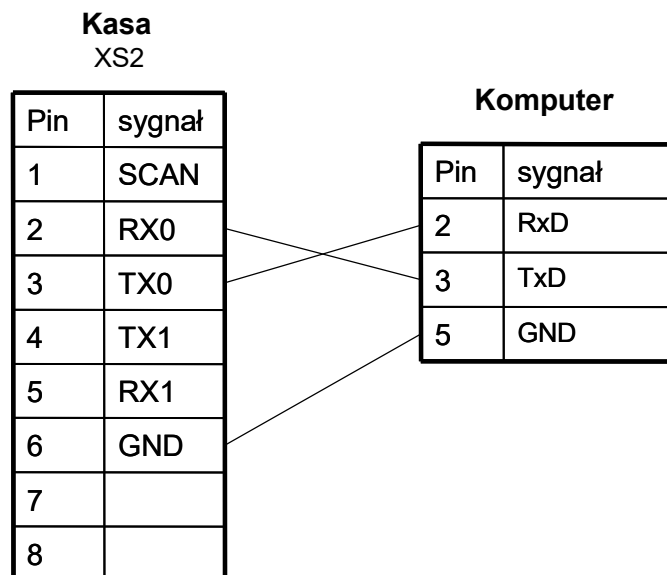 Kasa
XS2
Pin sygnał
1 SCAN
2 RX0
3 TX0
4 TX1
5 RX1
6 GND
7
8
Komputer
Pin sygnał
2 RxD
3 TxD
5 GND